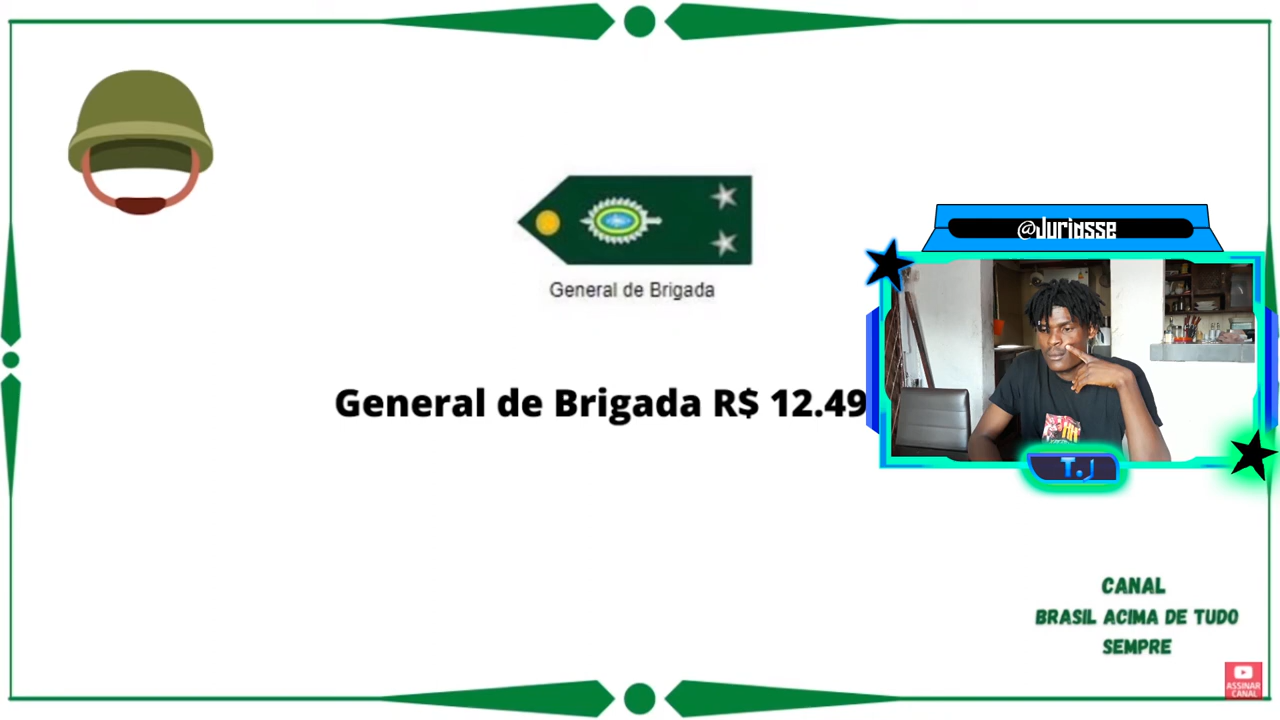 @Juriasse
General de Brigada
General de Brigada R$ 12.49
T.J
CANAL
BRASIL ACIMA DE TUDO
SEMPRE
ASSINAR
CANAL